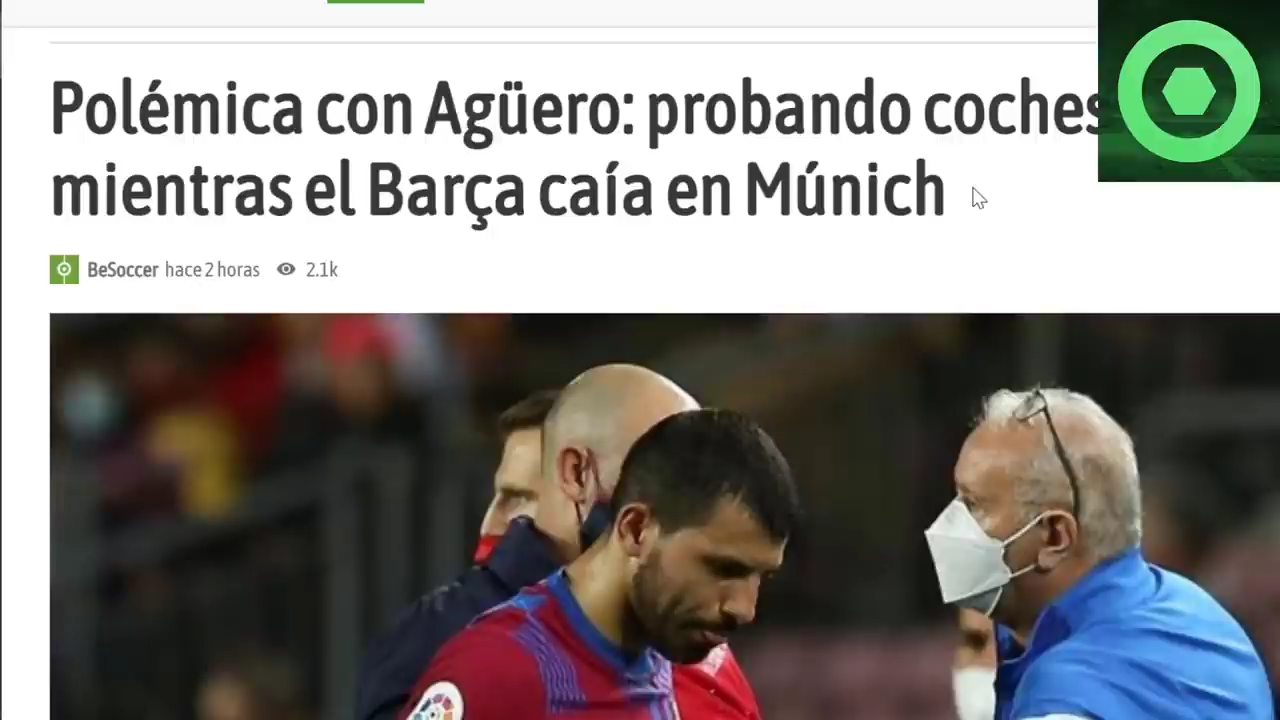 Polémica con Agüero: probando coches
mientras el Barça caía en Múnich
BeSoccer hace 2 horas 2.1k